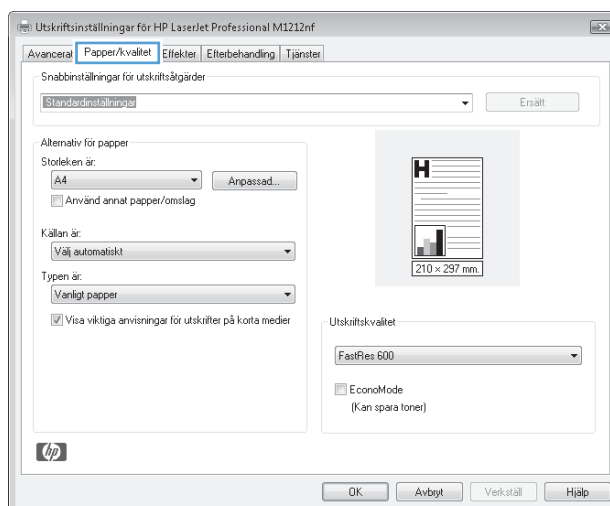 Utskriftsinställningar för HP LaserJet Professional M1212nf
Avancerat Papper/kvalitet Effekter Efterbehandling Tjänster
Snabbinställningar för utskriftsåtgärder
Standardinställningar Ersätt
Alternativ för papper
Storleken är:
A4 Anpassad...
Använd annat papper/omslag
Källan är:
Välj automatiskt
Typen är:
Vanligt papper
Visa viktiga anvisningar för utskrifter på korta medier
H
210 × 297 mm.
Utskriftskvalitet
FastRes 600
EconoMode
(Kan spara toner)
hp
OK Avbryt Verkställ Hjälp